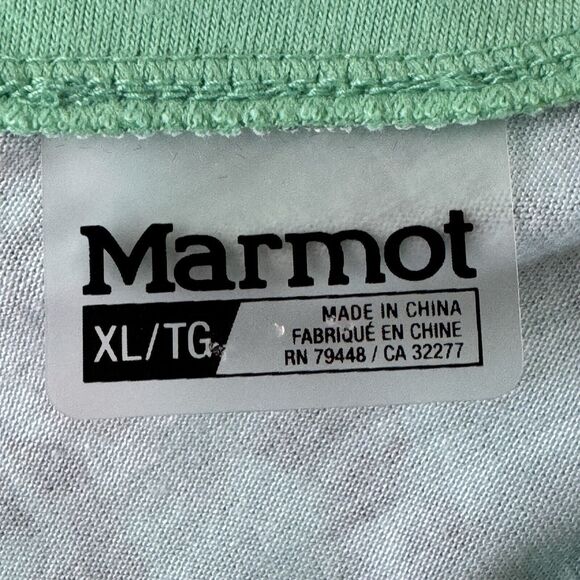 Marmot
XL/TG
MADE IN CHINA
FABRIQUÉ EN CHINE
RN 79448 / CA 32277